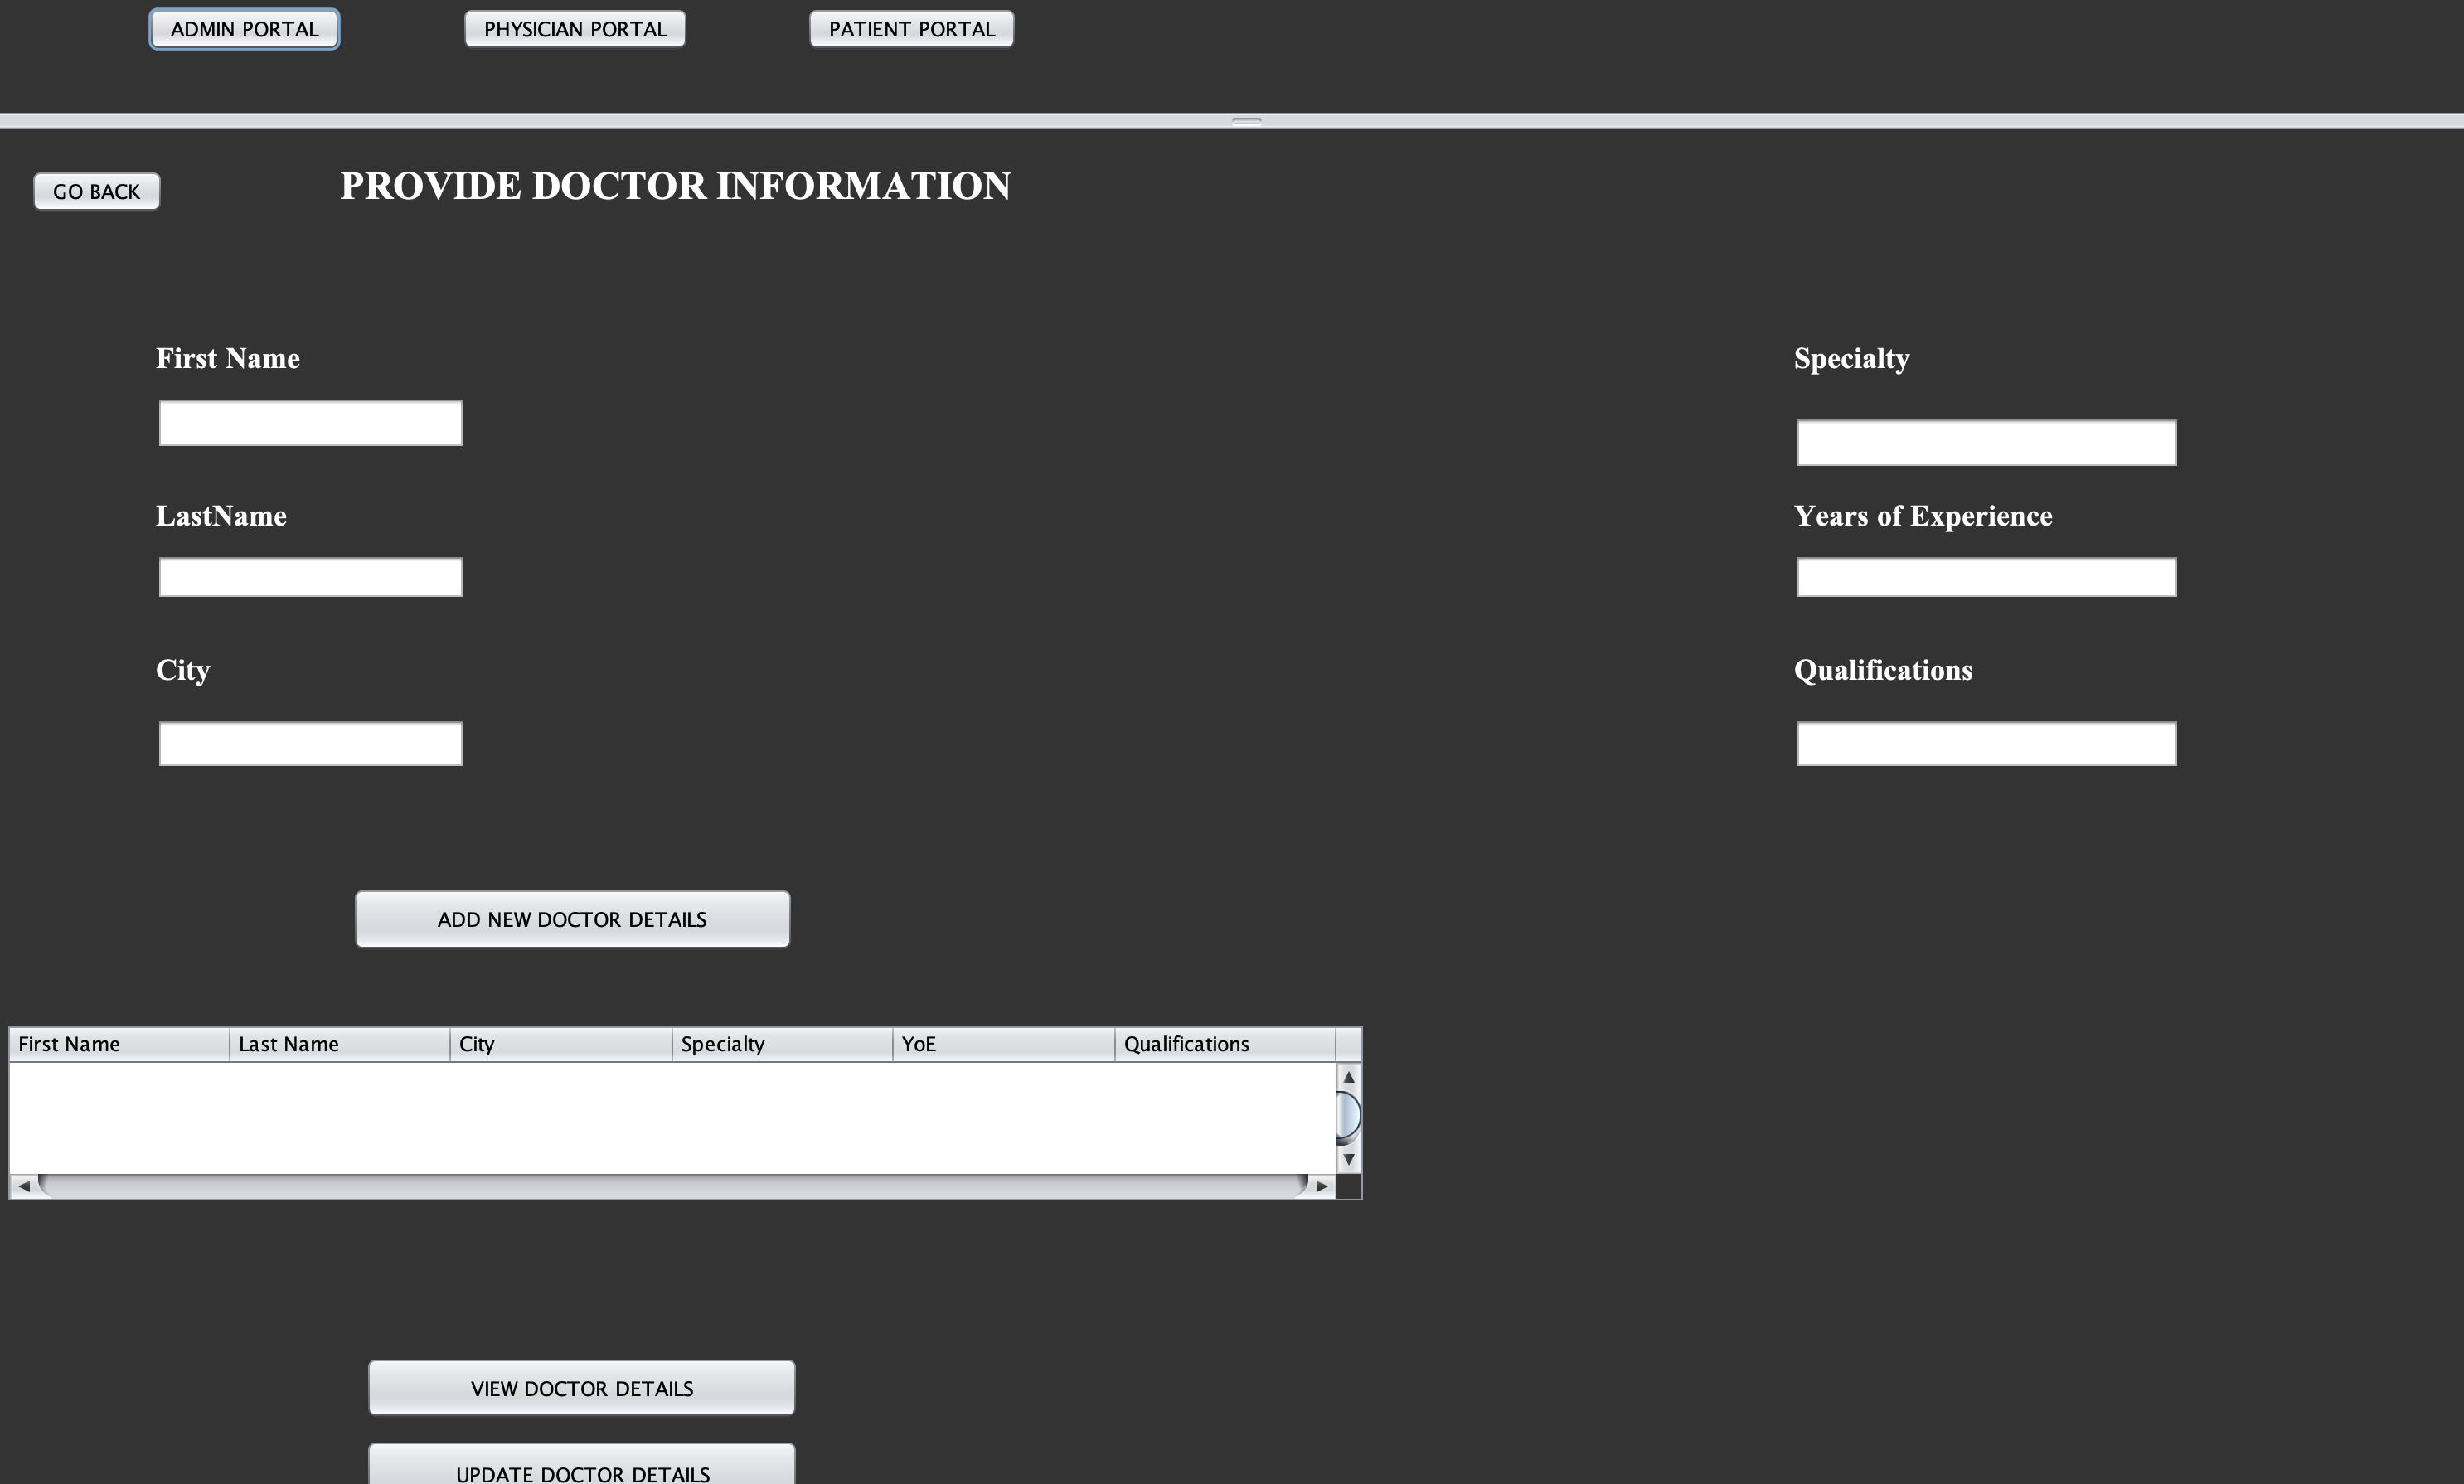 ADMIN PORTAL PHYSICIAN PORTAL PATIENT PORTAL
GO BACK PROVIDE DOCTOR INFORMATION
First Name Specialty
LastName Years of Experience
City Qualifications
ADD NEW DOCTOR DETAILS
First Name Last Name City Specialty YoE Qualifications
VIEW DOCTOR DETAILS
UPDATE DOCTOR DETAILS